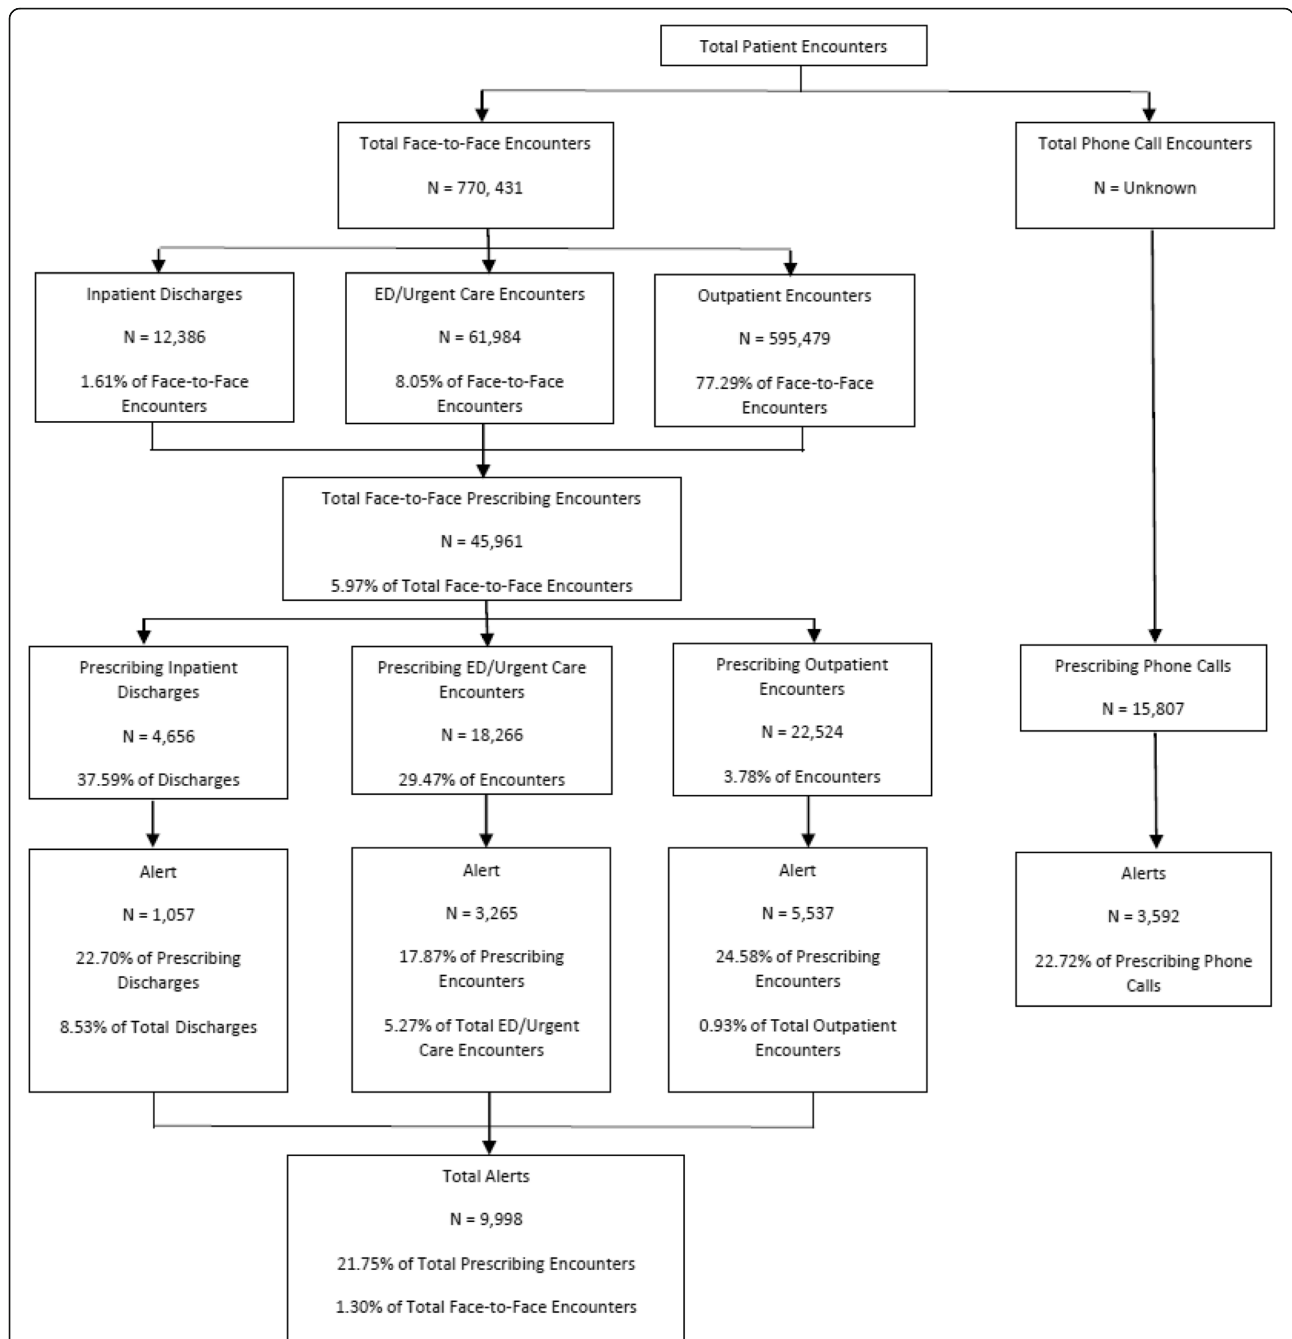 Total Patient Encounters
Total Face-to-Face Encounters
N = 770, 431
Total Phone Call Encounters
N = Unknown
Inpatient Discharges
N = 12,386
1.61% of Face-to-Face
Encounters
ED/Urgent Care Encounters
N = 61,984
8.05% of Face-to-Face
Encounters
Outpatient Encounters
N = 595,479
77.29% of Face-to-Face
Encounters
Total Face-to-Face Prescribing Encounters
N = 45,961
5.97% of Total Face-to-Face Encounters
Prescribing Inpatient
Discharges
N = 4,656
37.59% of Discharges
Prescribing ED/Urgent Care
Encounters
N = 18,266
29.47% of Encounters
Prescribing Outpatient
Encounters
N = 22,524
3.78% of Encounters
Prescribing Phone Calls
N = 15,807
Alert
N = 1,057
22.70% of Prescribing
Discharges
8.53% of Total Discharges
Alert
N = 3,265
17.87% of Prescribing
Encounters
5.27% of Total ED/Urgent
Care Encounters
Alert
N = 5,537
24.58% of Prescribing
Encounters
0.93% of Total Outpatient
Encounters
Alerts
N = 3,592
22.72% of Prescribing Phone
Calls
Total Alerts
N = 9,998
21.75% of Total Prescribing Encounters
1.30% of Total Face-to-Face Encounters